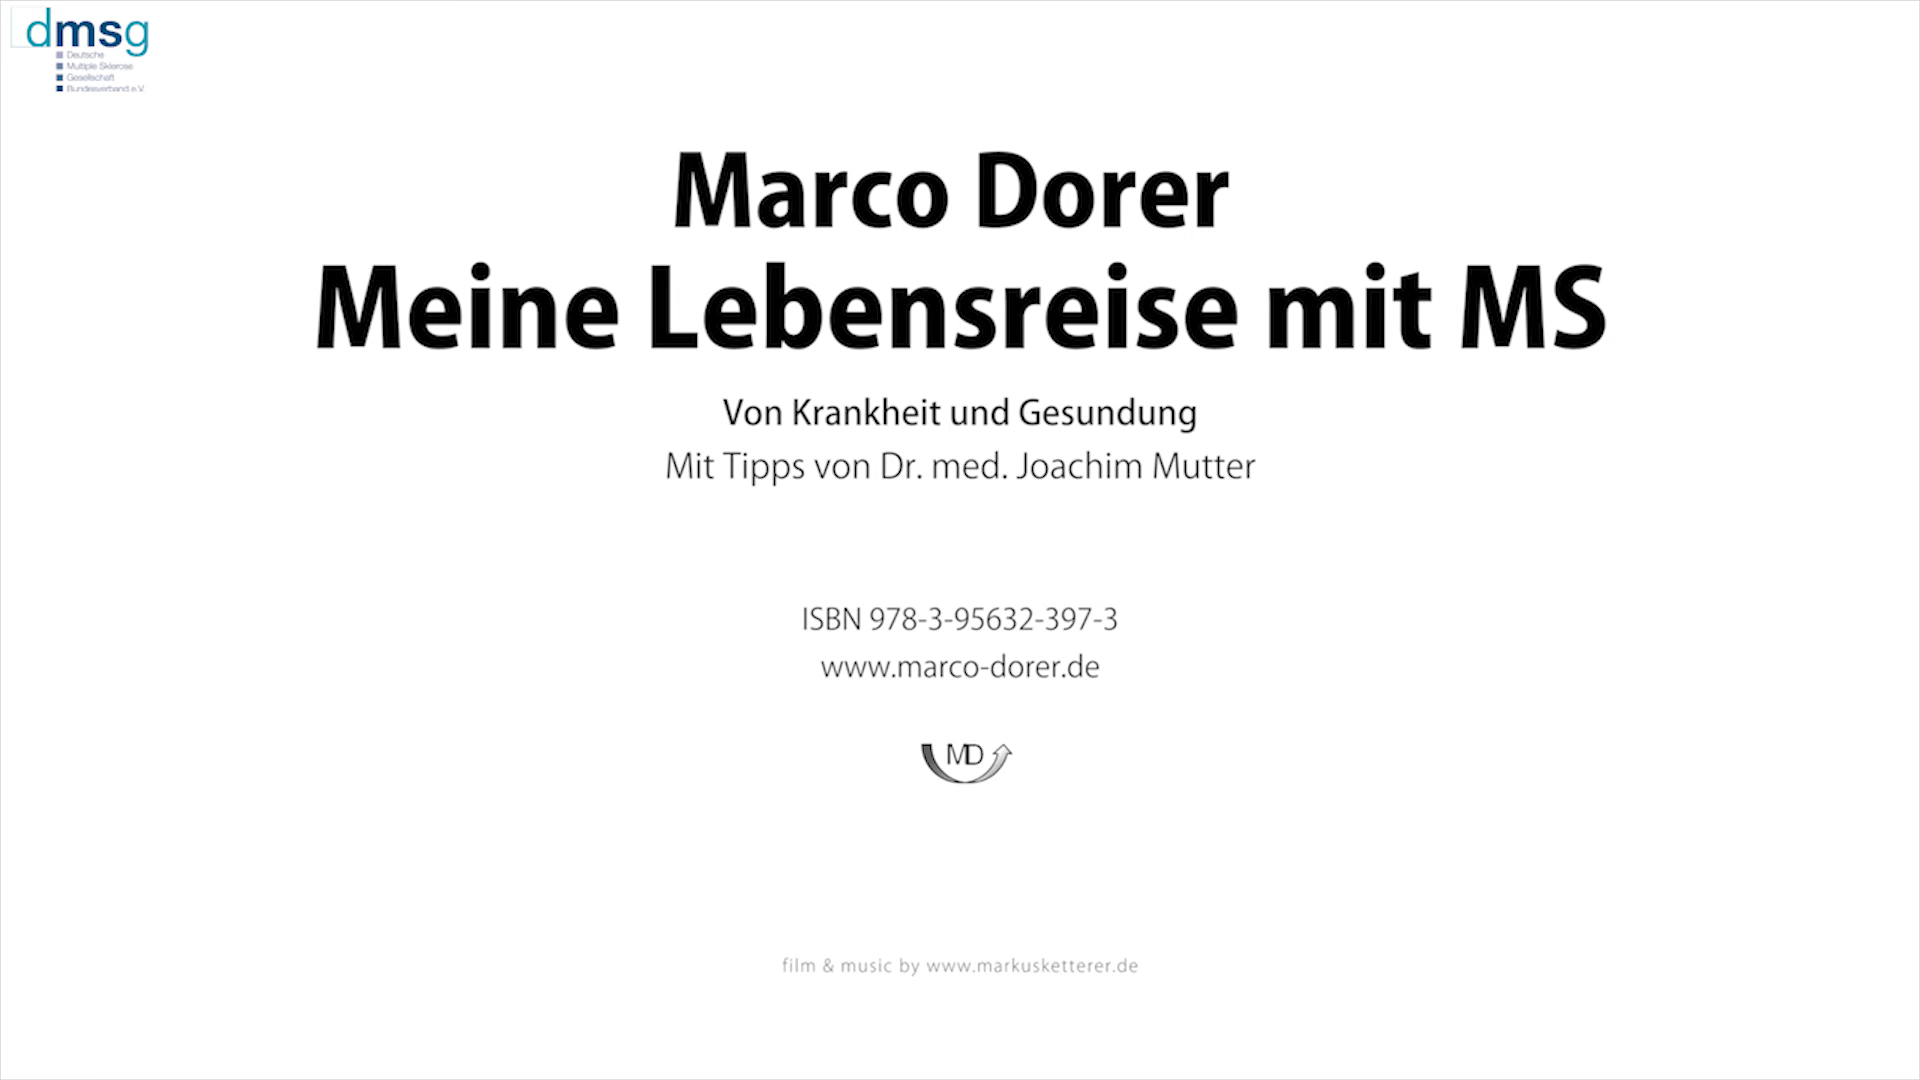 dmsg
Deutsche
Multiple Sklerose
Gesellschaft
Bundesverband e.V.
Marco Dorer
Meine Lebensreise mit MS
Von Krankheit und Gesundung
Mit Tipps von Dr. med. Joachim Mutter
ISBN 978-3-95632-397-3
www.marco-dorer.de
MD
film & music by www.markusketterer.de